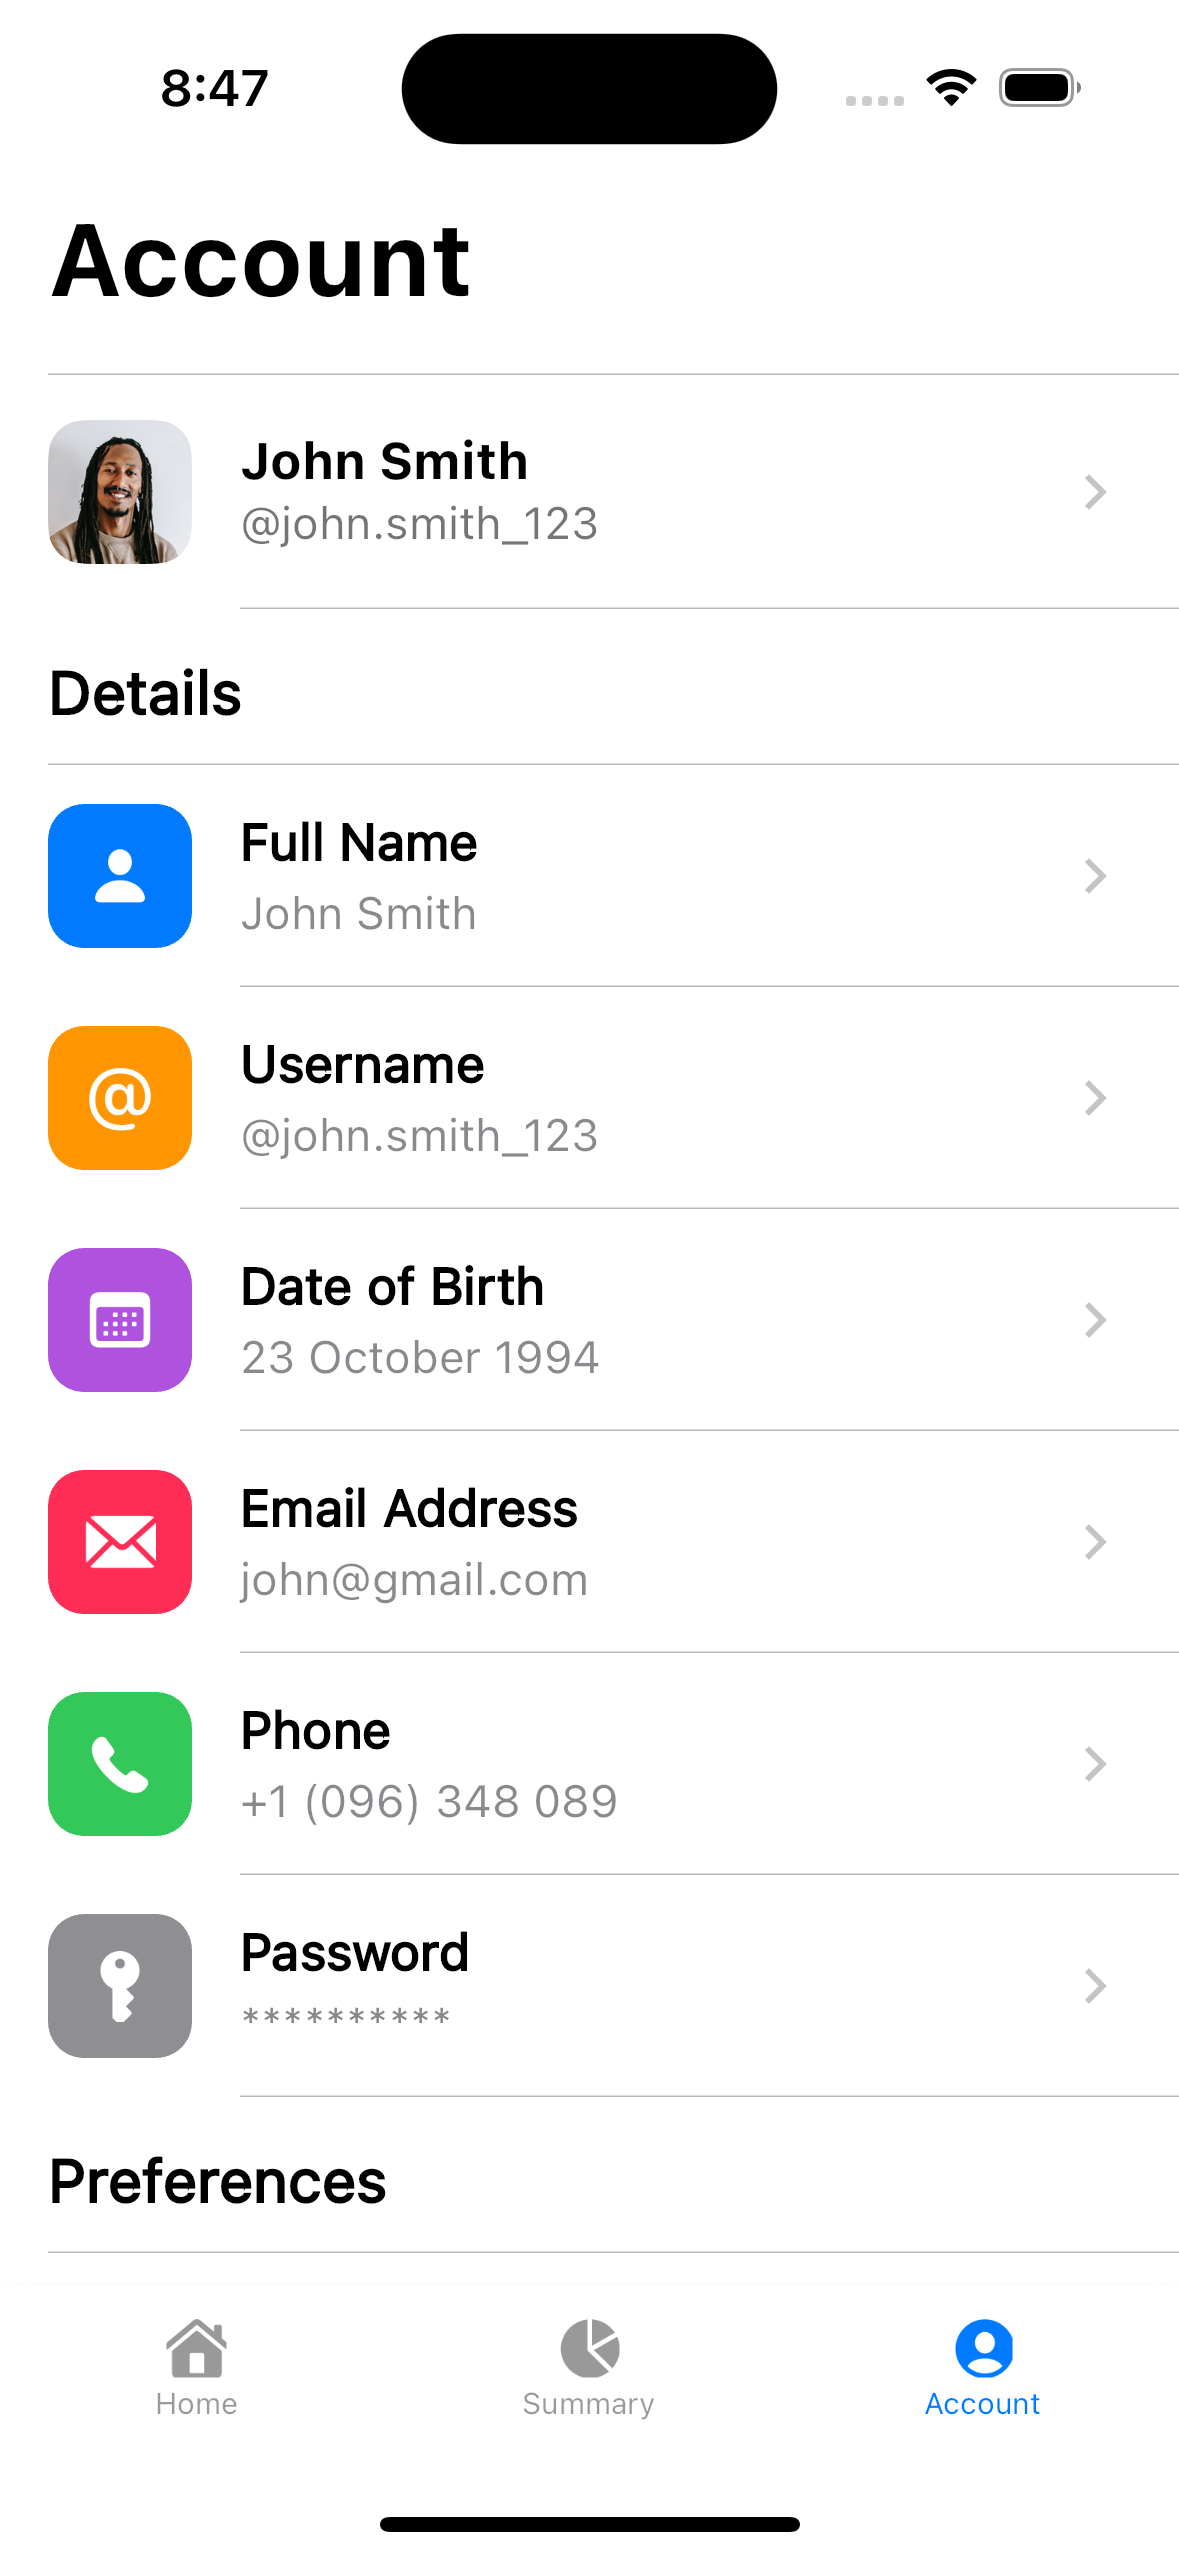 8:47
Account
John Smith
@john.smith_123
Details
Full Name
John Smith
@
Username
@john.smith_123
Date of Birth
23 October 1994
Email Address
john@gmail.com
Phone
+1 (096) 348 089
Password
**********
Preferences
Home
Summary
Account